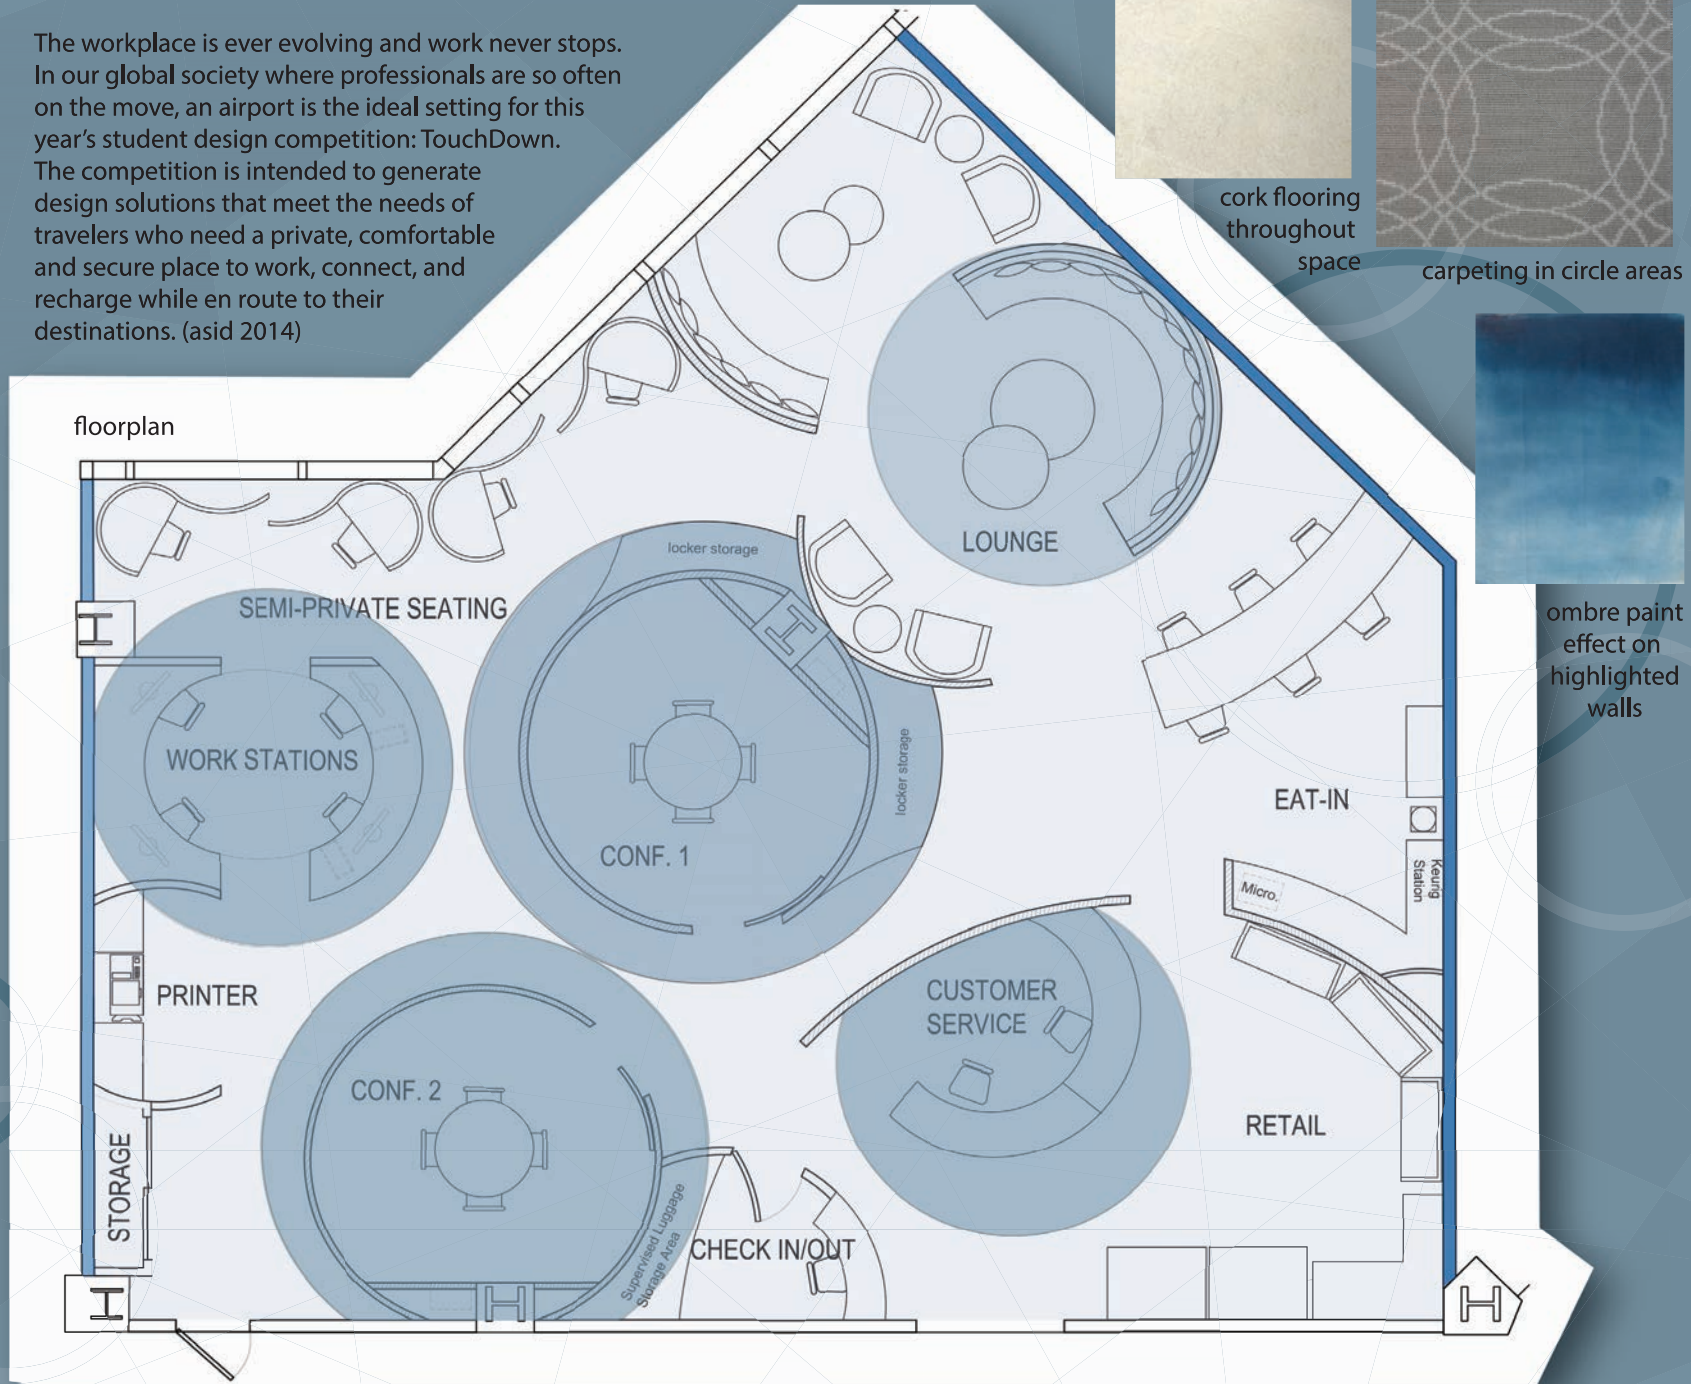 The workplace is ever evolving and work never stops.
In our global society where professionals are so often
on the move, an airport is the ideal setting for this
year's student design competition: TouchDown.
The competition is intended to generate
design solutions that meet the needs of
travelers who need a private, comfortable
and secure place to work, connect, and
recharge while en route to their
destinations. (asid 2014)
cork flooring
throughout
space
carpeting in circle areas
ombre paint
effect on
highlighted
walls
floorplan
locker storage
LOUNGE
SEMI-PRIVATE SEATING
WORK STATIONS
locker storage
CONF. 1
EAT-IN
Keurig
Station
Micro.
PRINTER
CUSTOMER
SERVICE
CONF. 2
RETAIL
STORAGE
Supervised Luggage
Storage Area
CHECK IN/OUT